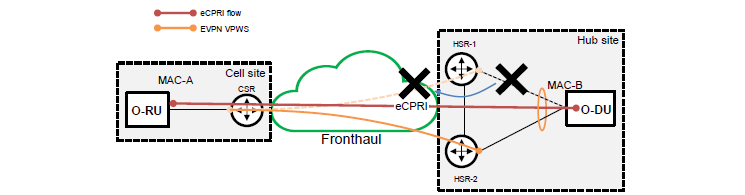 eCPRI flow
EVPN VPWS
Hub site
HSR-1
Cell site
MAC-A
CSR
MAC-B
O-RU
eCPRI
O-DU
Fronthaul
HSR-2